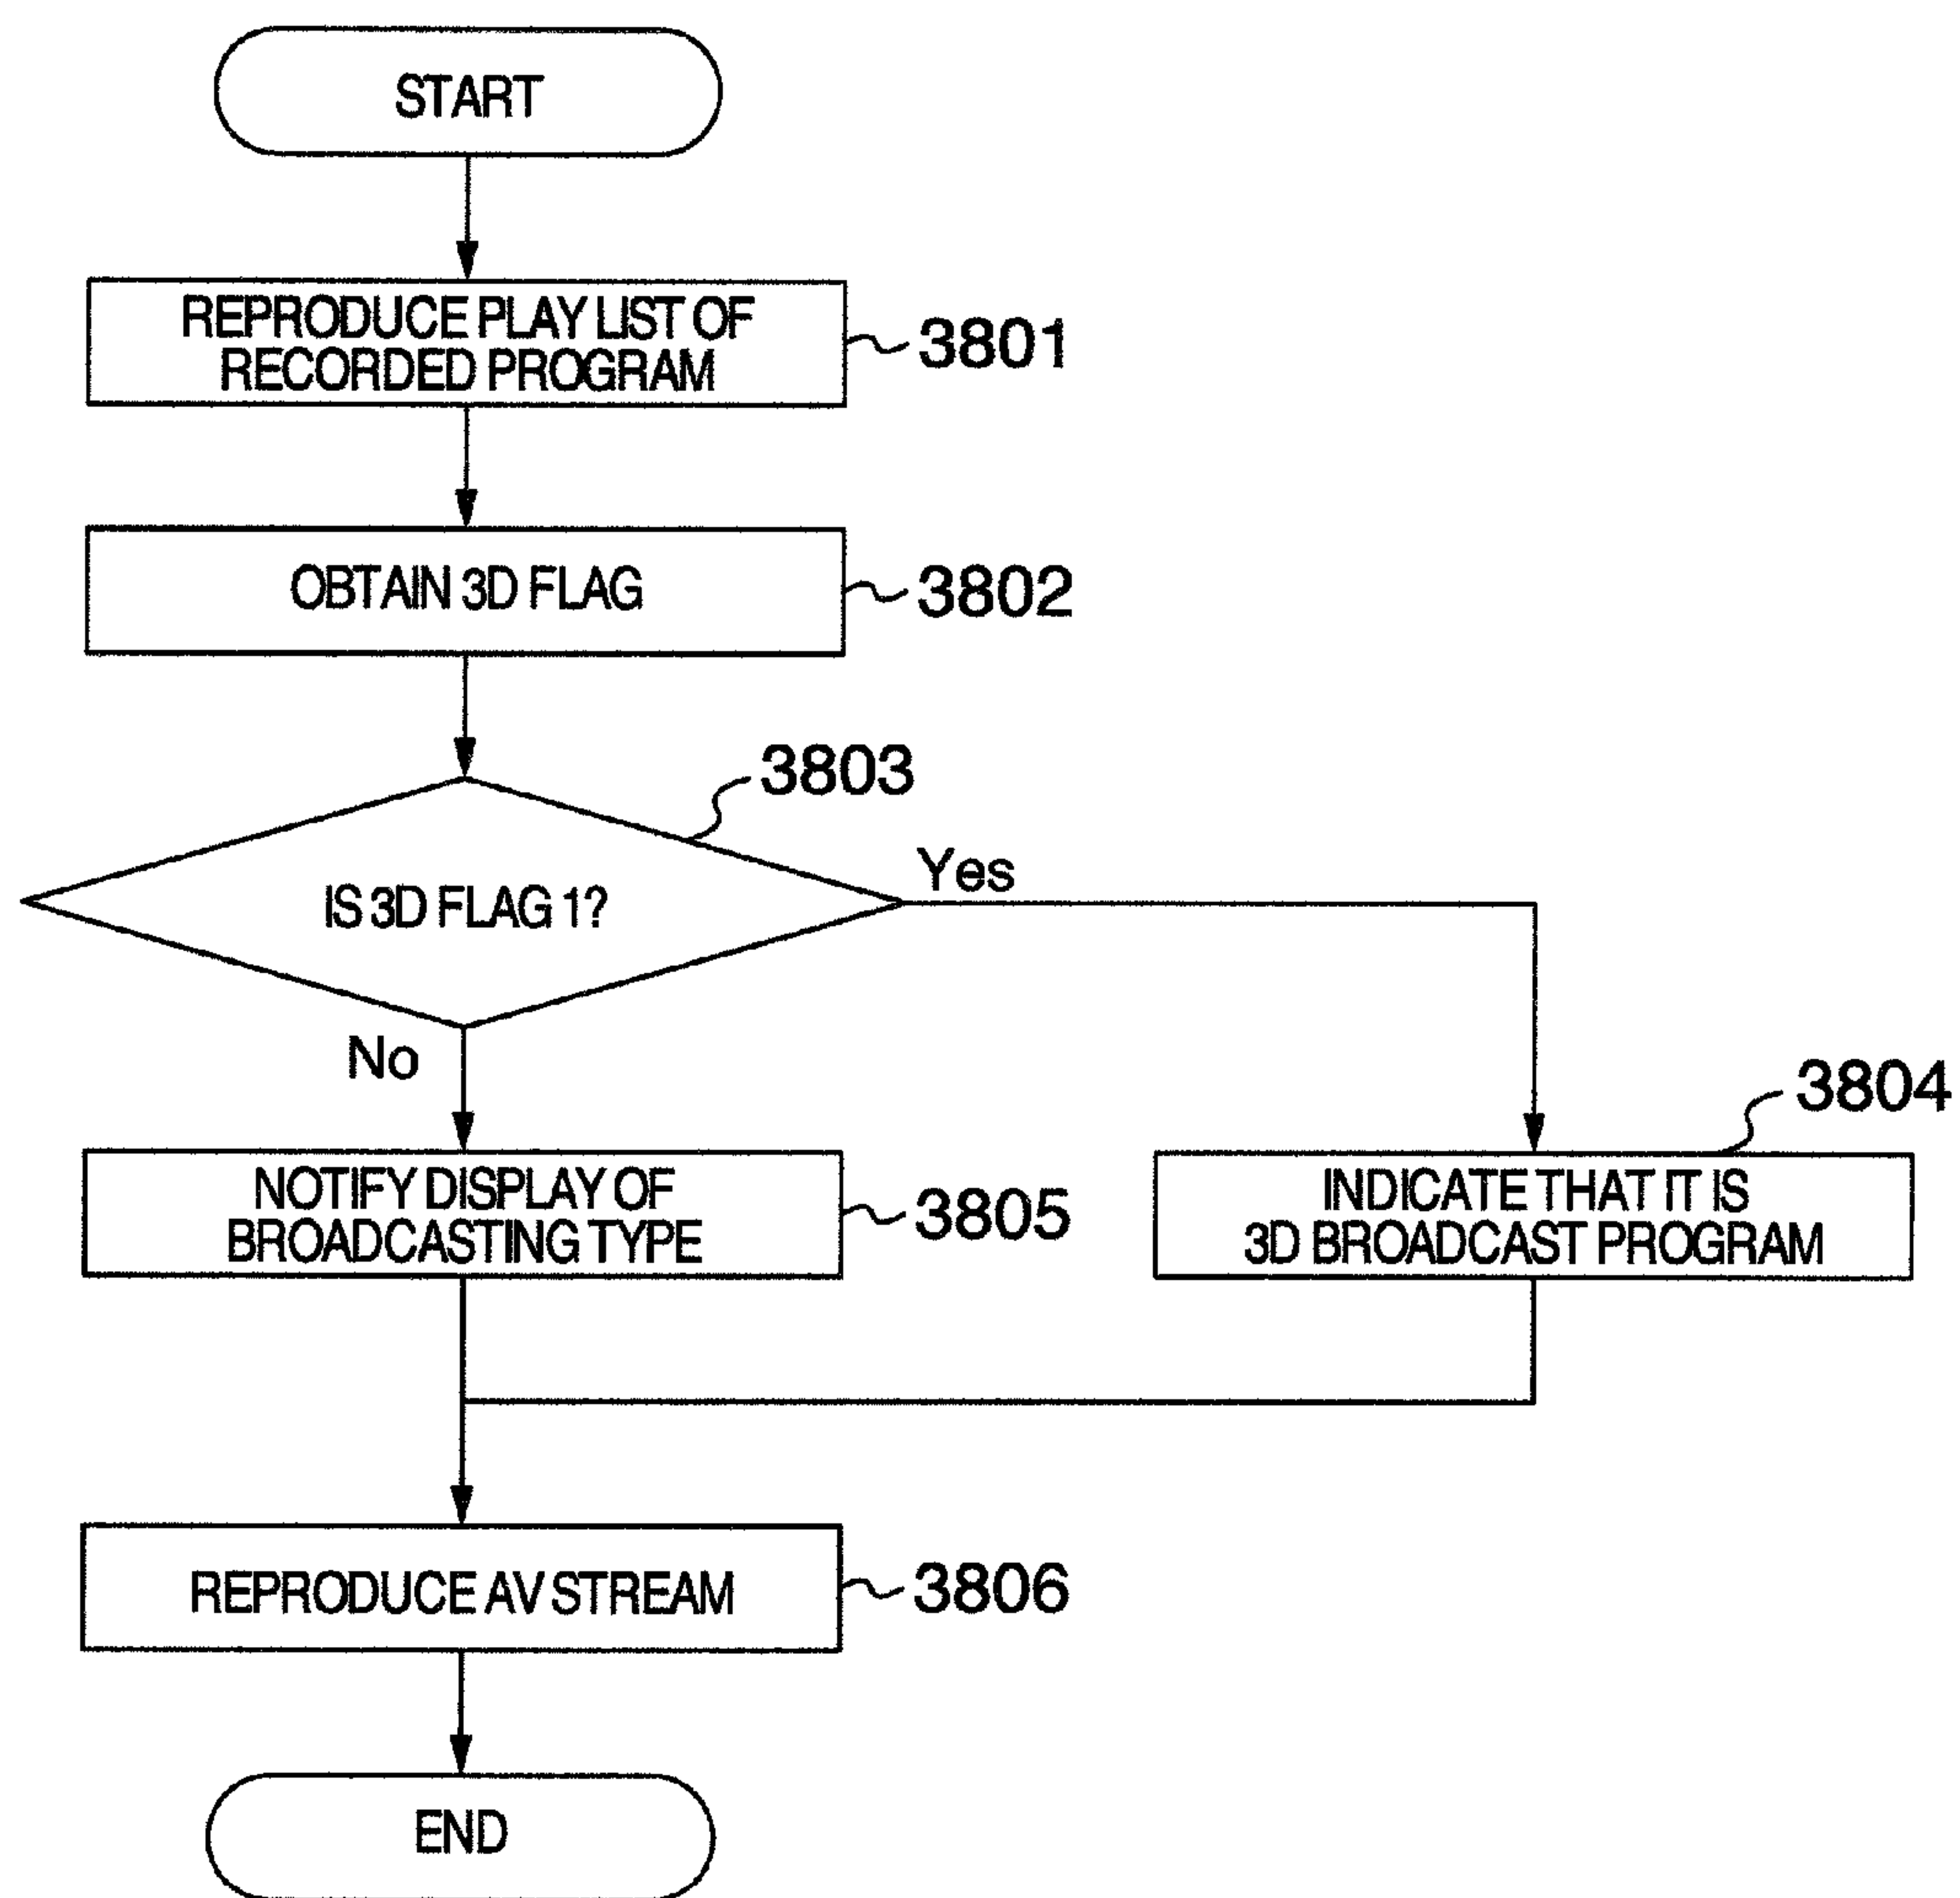 START
REPRODUCE PLAY LIST OF
RECORDED PROGRAM
3801
OBTAIN 3D FLAG
3802
3803
IS 3D FLAG 1?
Yes
No
3804
NOTIFY DISPLAY OF
BROADCASTING TYPE
3805
INDICATE THAT IT IS
3D BROADCAST PROGRAM
REPRODUCE AV STREAM
3806
END